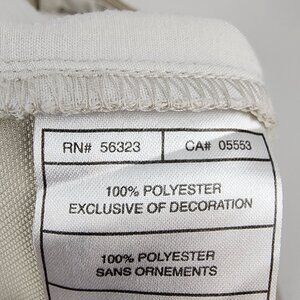 RN# 56323 CA# 05553
100% POLYESTER
EXCLUSIVE OF DECORATION
100% POLYESTER
SANS ORNEMENTS